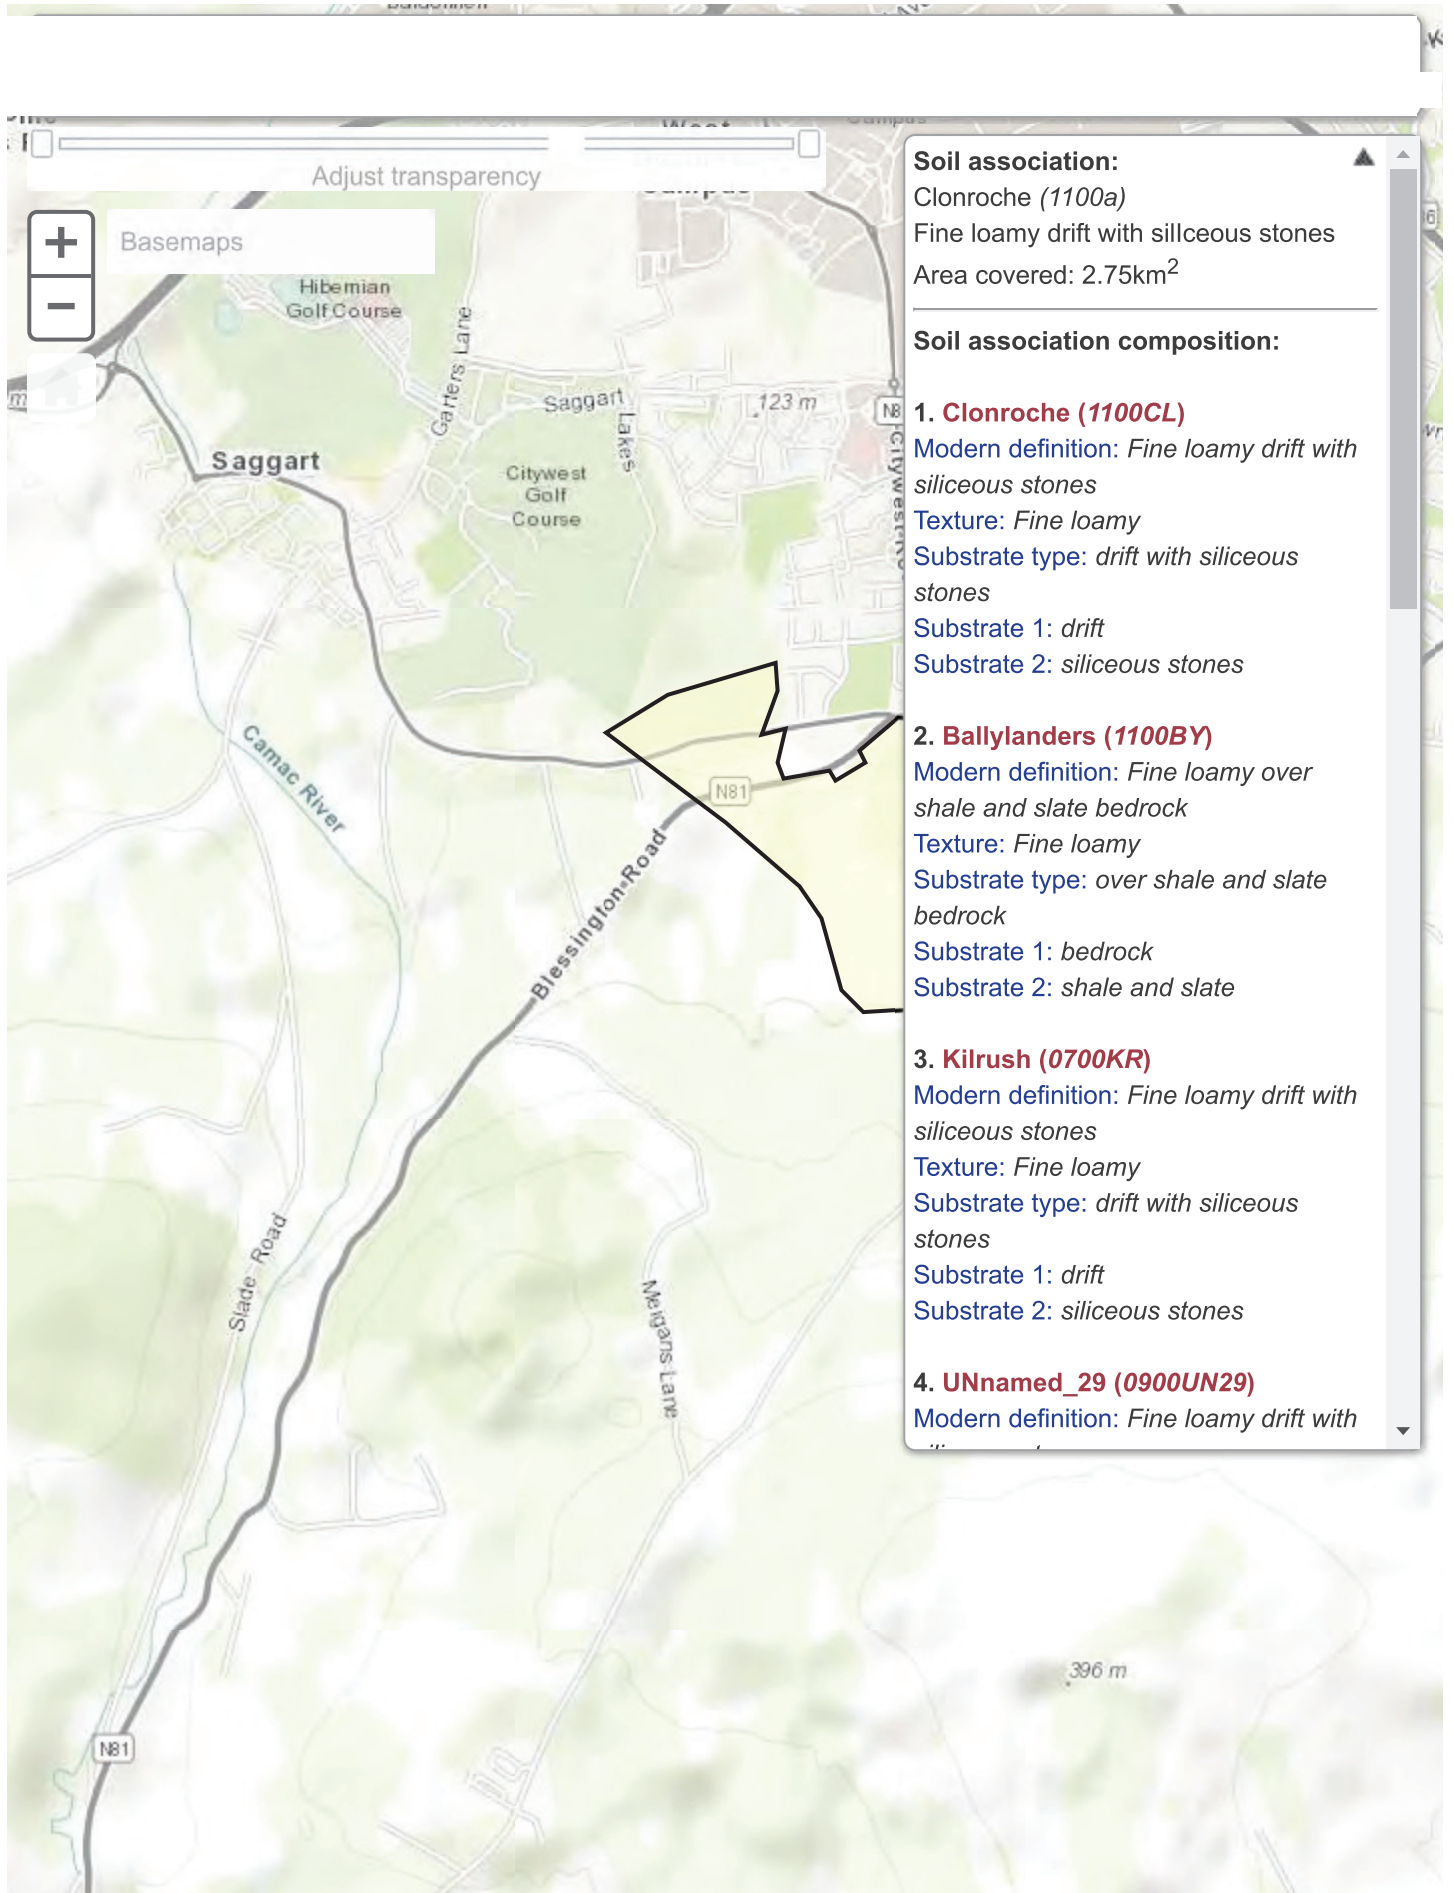 Adjust transparency
+
Basemaps
−
Hibernian
Golf Course
Garters Lane
Saggart
Lakes
123 m
N8
Saggart
Citywest
Golf
Course
Camac River
N81
Blessington Road
Slade Road
Meigans Lane
396 m
N81
Soil association:
Clonroche (1100a)
Fine loamy drift with sillceous stones
Area covered: 2.75km2
Soil association composition:
1. Clonroche (1100CL)
Modern definition: Fine loamy drift with
siliceous stones
Texture: Fine loamy
Substrate type: drift with siliceous
stones
Substrate 1: drift
Substrate 2: siliceous stones
2. Ballylanders (1100BY)
Modern definition: Fine loamy over
shale and slate bedrock
Texture: Fine loamy
Substrate type: over shale and slate
bedrock
Substrate 1: bedrock
Substrate 2: shale and slate
3. Kilrush (0700KR)
Modern definition: Fine loamy drift with
siliceous stones
Texture: Fine loamy
Substrate type: drift with siliceous
stones
Substrate 1: drift
Substrate 2: siliceous stones
4. UNnamed_29 (0900UN29)
Modern definition: Fine loamy drift with